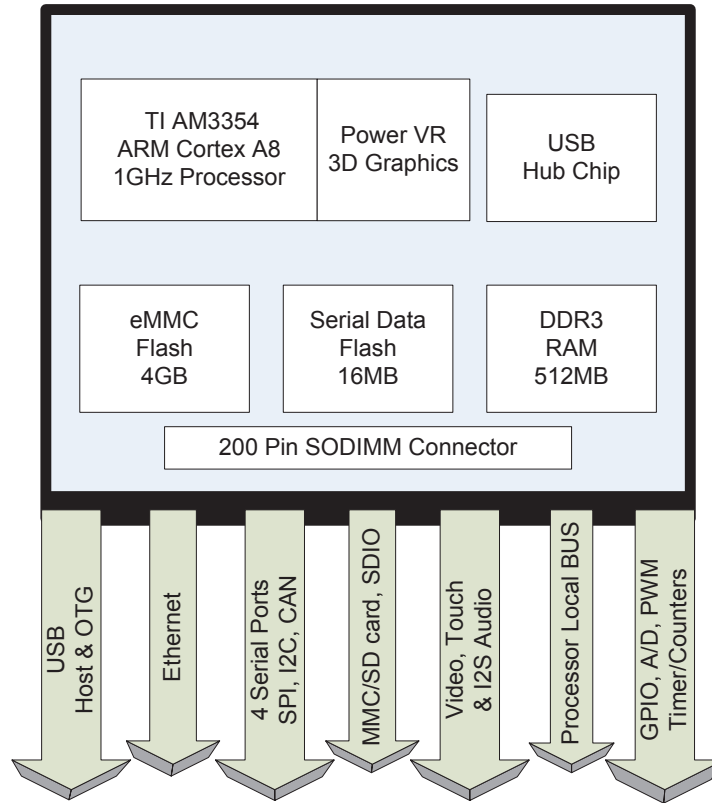 TI AM3354
ARM Cortex A8
1GHz Processor
Power VR
3D Graphics
USB
Hub Chip
eMMC
Flash
4GB
Serial Data
Flash
16MB
DDR3
RAM
512MB
200 Pin SODIMM Connector
USB
Host & OTG
Ethernet
4 Serial Ports
SPI, I2C, CAN
MMC/SD card, SDIO
Video, Touch
& I2S Audio
Processor Local BUS
GPIO, A/D, PWM
Timer/Counters